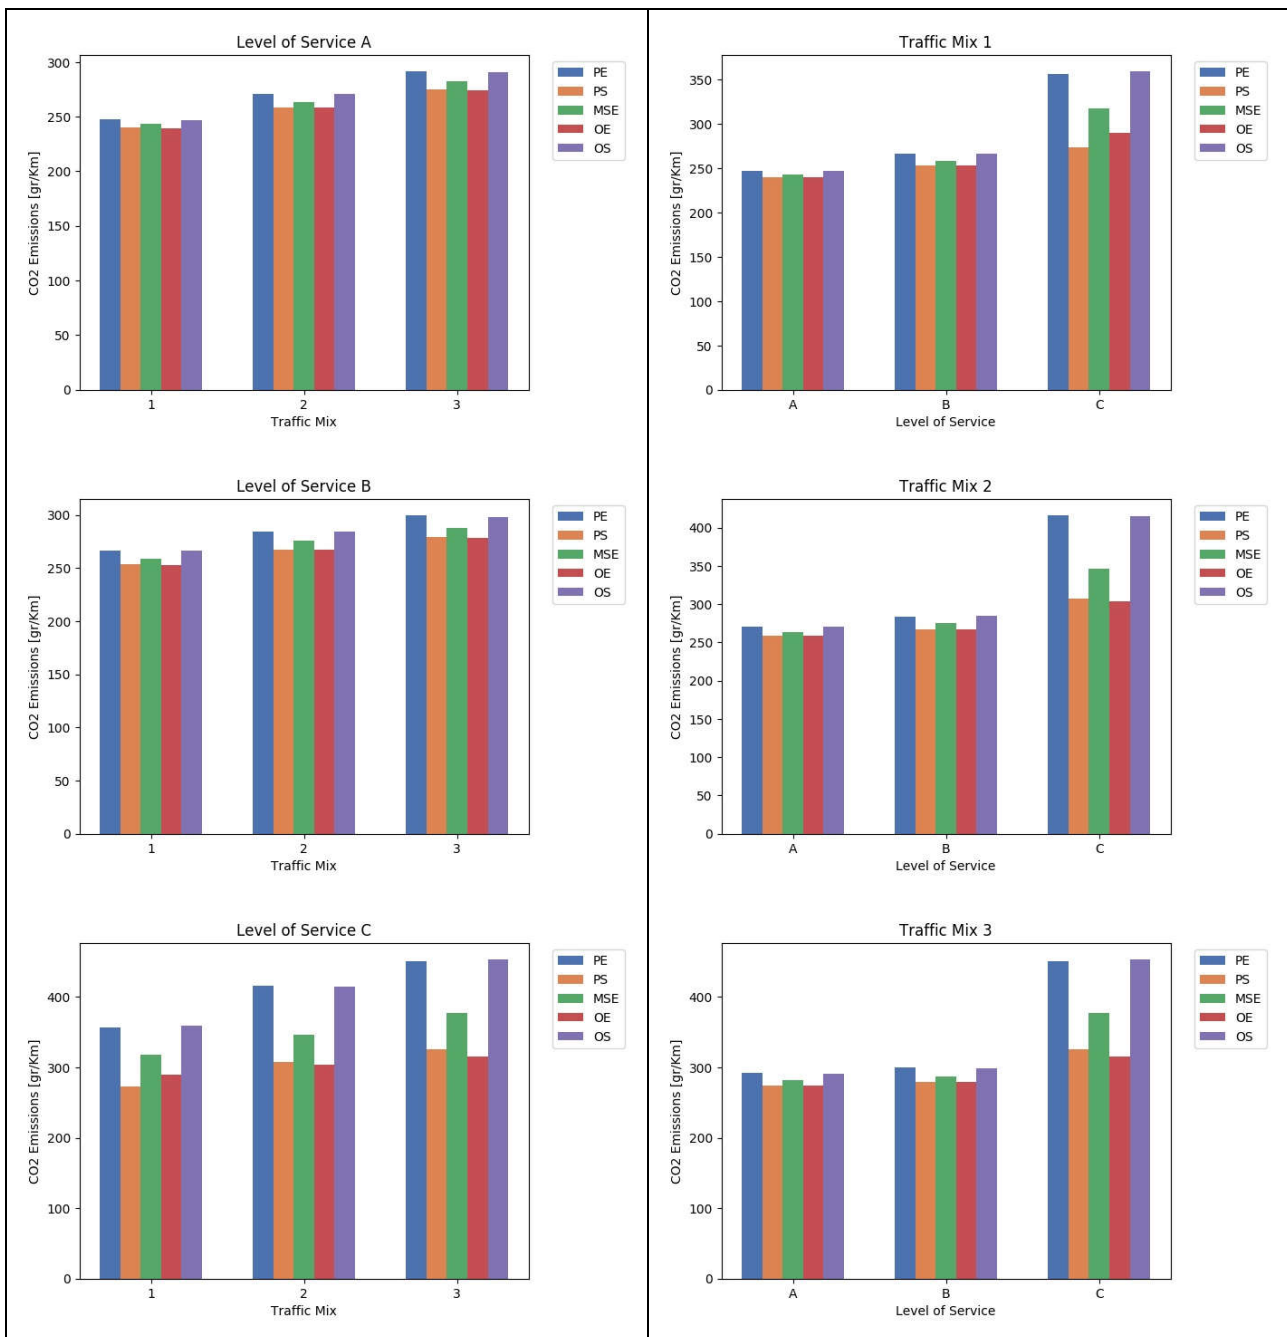 Level of Service A
CO2 Emissions [gr/Km]
300
250
200
150
100
50
0
1 2 3
Traffic Mix
PE
PS
MSE
OE
OS
Traffic Mix 1
CO2 Emissions [gr/Km]
350
300
250
200
150
100
50
0
A B C
Level of Service
PE
PS
MSE
OE
OS
Level of Service B
CO2 Emissions [gr/Km]
300
250
200
150
100
50
0
1 2 3
Traffic Mix
PE
PS
MSE
OE
OS
Traffic Mix 2
CO2 Emissions [gr/Km]
400
350
300
250
200
150
100
50
0
A B C
Level of Service
PE
PS
MSE
OE
OS
Level of Service C
CO2 Emissions [gr/Km]
400
300
200
100
0
1 2 3
Traffic Mix
PE
PS
MSE
OE
OS
Traffic Mix 3
CO2 Emissions [gr/Km]
400
300
200
100
0
A B C
Level of Service
PE
PS
MSE
OE
OS